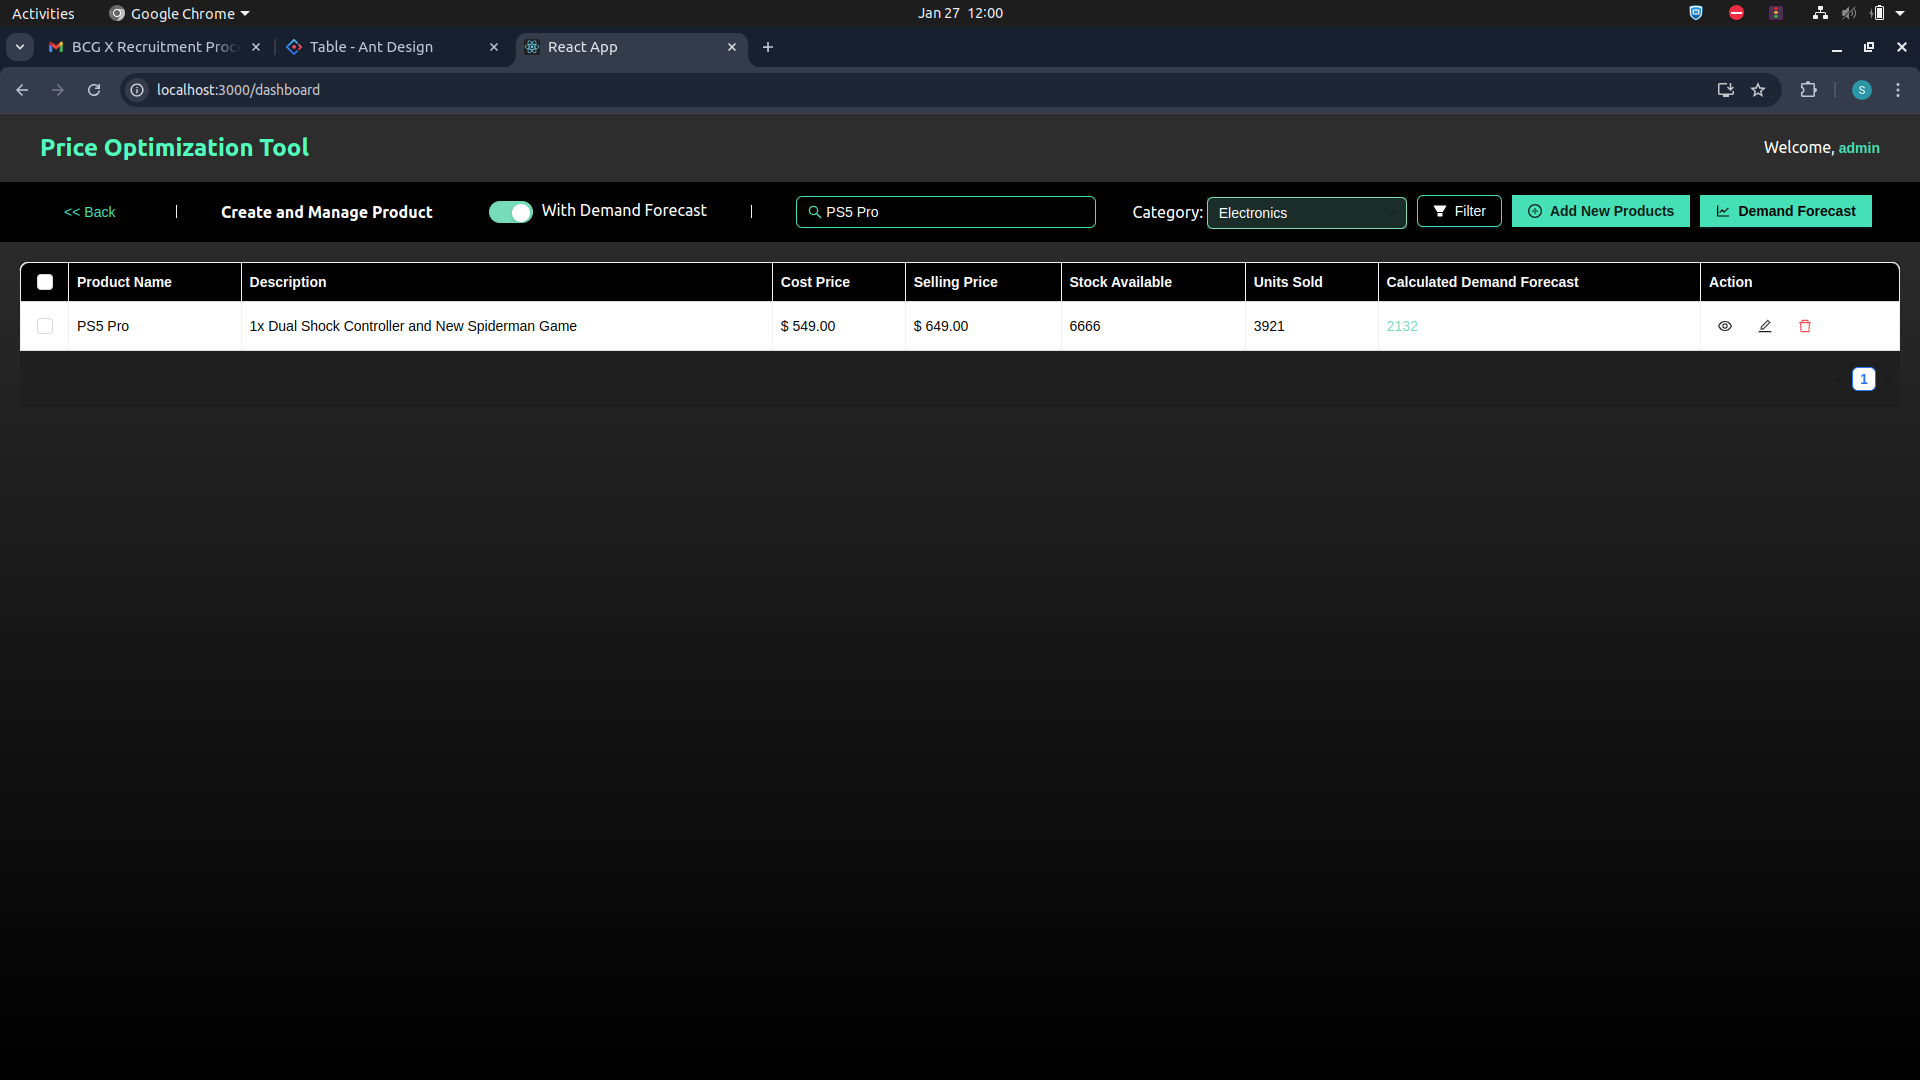 Activities Google Chrome Jan 27 12:00
BCG X Recruitment Proc Table - Ant Design React App
localhost:3000/dashboard S
Price Optimization Tool Welcome, admin
<< Back | Create and Manage Product With Demand Forecast | PS5 Pro Category: Electronics Filter Add New Products Demand Forecast
Product Name Description Cost Price Selling Price Stock Available Units Sold Calculated Demand Forecast Action
PS5 Pro 1x Dual Shock Controller and New Spiderman Game $ 549.00 $ 649.00 6666 3921 2132
1